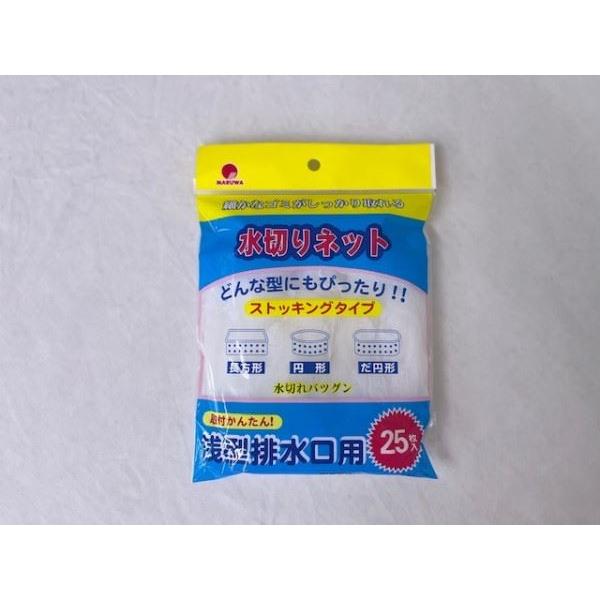 MARUWA
細かなゴミがしっかり取れる
水切りネット
どんな型にもぴったり!!
ストッキングタイプ
長方形
円形
だ円形
水切れバツグン
取付かんたん!
浅型排水口用
25枚入